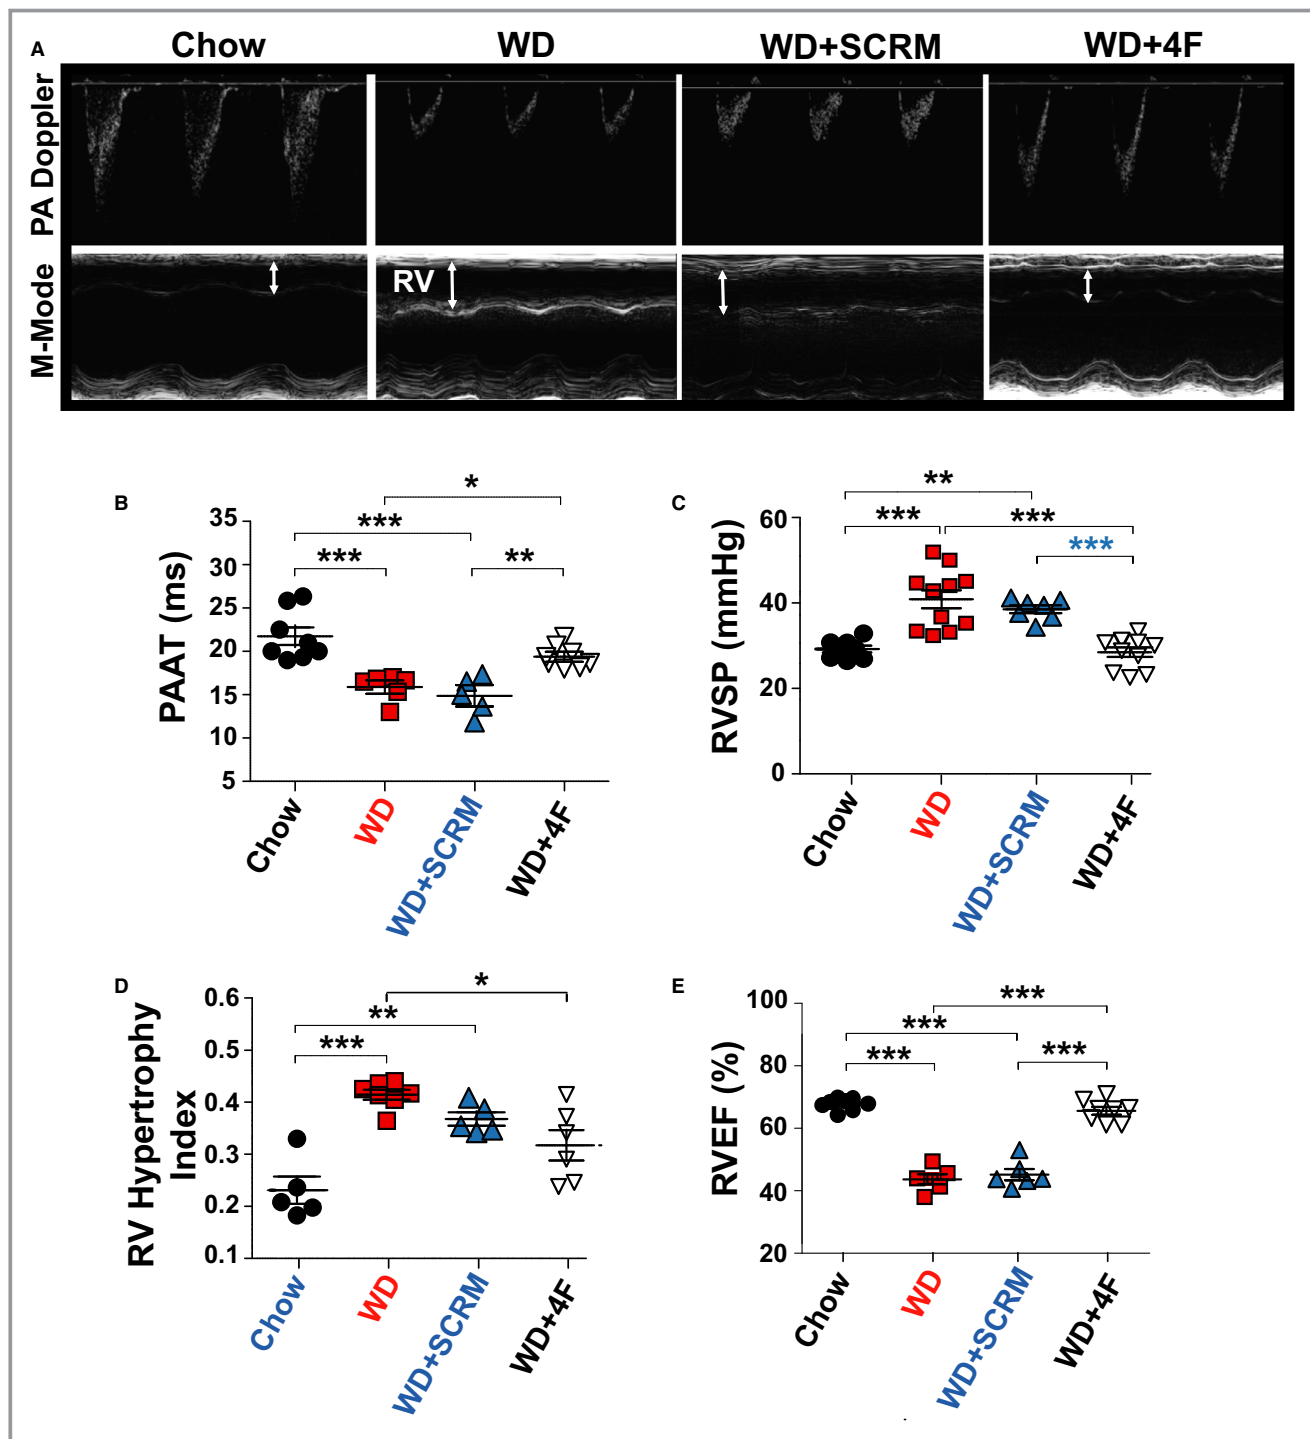 A
Chow WD WD+SCRM WD+4F
PA Doppler
M-Mode
RV
B
PAAT (ms)
35
30
25
20
15
10
5
*
***
***
**
Chow
WD
WD+SCRM
WD+4F
C
RVSP (mmHg)
60
40
20
0
**
***
***
***
Chow
WD
WD+SCRM
WD+4F
D
RV Hypertrophy
Index
0.6
0.5
0.4
0.3
0.2
0.1
*
**
***
Chow
WD
WD+SCRM
WD+4F
E
RVEF (%)
100
80
60
40
20
***
***
***
***
Chow
WD
WD+SCRM
WD+4F